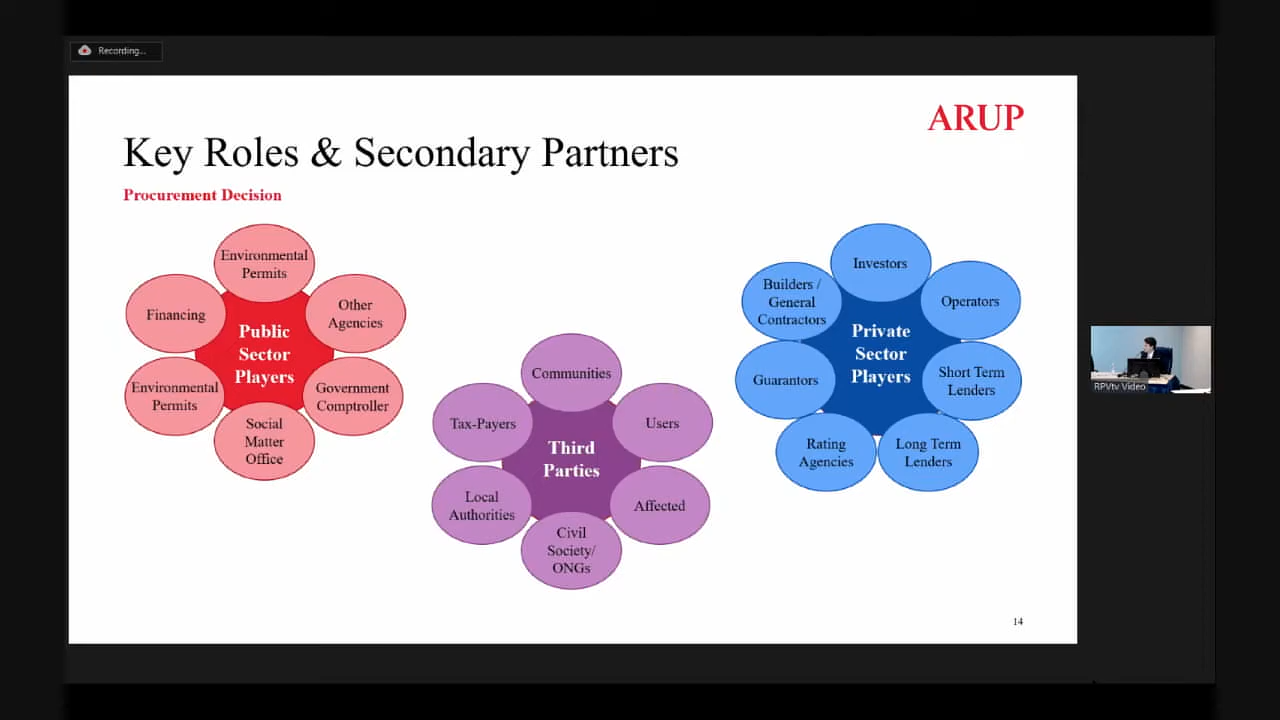 Recording...
ARUP
Key Roles & Secondary Partners
Procurement Decision
Environmental
Permits
Financing
Other
Agencies
Public
Sector
Players
Environmental
Permits
Government
Comptroller
Social
Matter
Office
Communities
Tax-Payers
Users
Third
Parties
Local
Authorities
Affected
Civil
Society/
ONGs
Investors
Builders /
General
Contractors
Operators
Private
Sector
Players
Guarantors
Short Term
Lenders
Rating
Agencies
Long Term
Lenders
14
RPVtv Video